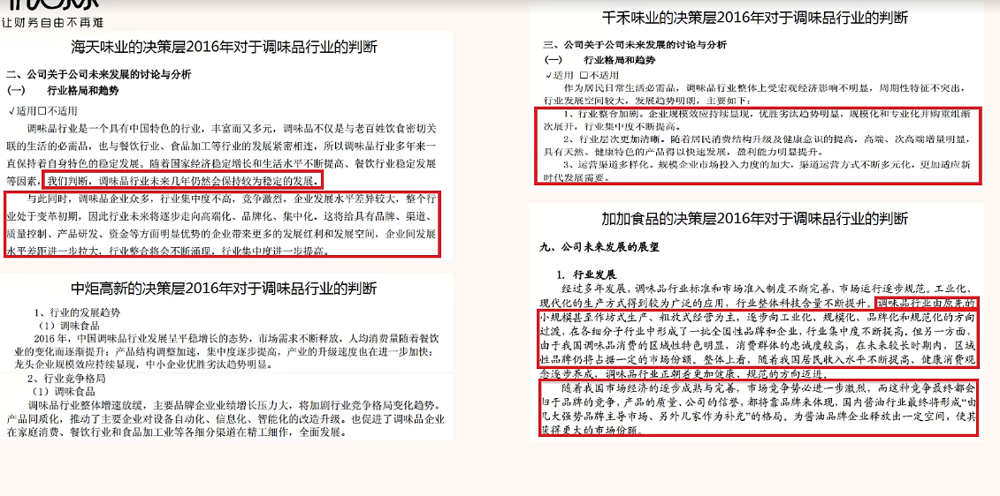 让财务自由不再难
海天味业的决策层2016年对于调味品行业的判断
二、公司关于公司未来发展的讨论与分析
(一) 行业格局和趋势
√适用□不适用
调味品行业是一个具有中国特色的行业，丰富而又多元，调味品不仅是与老百姓饮食密切关
联的生活的必需品，也与餐饮行业、食品加工等行业的发展紧密相连，所以调味品行业多年来一
直保持着自身特色的稳定发展。随着国家经济稳定增长和生活水平不断提高、餐饮行业稳定发展
等因素，我们判断，调味品行业未来几年仍然会保持较为稳定的发展。
与此同时，调味品企业众多，行业集中度不高，竞争激烈，企业发展水平差异较大，整个行
业处于变革初期，因此行业未来将逐步走向高端化、品牌化、集中化。这将给具有品牌、渠道、
质量控制、产品研发、资金等方面明显优势的企业带来更多的发展红利和发展空间，企业间发展
水平差距进一步拉大，行业整合将会不断涌现，行业集中度进一步提高。
中炬高新的决策层2016年对于调味品行业的判断
1、行业的发展趋势
（1）调味食品
2016 年，中国调味品行业发展呈平稳增长的态势，市场需求不断释放，人均消费量随着餐饮
业的变化而逐渐提升；产品结构调整加速，集中度逐步提高，产业的升级速度也在进一步加快；
龙头企业规模效应持续显现，中小企业优胜劣汰趋势明显。
2、行业竞争格局
（1）调味食品
调味品行业整体增速放缓，主要品牌企业业绩增长压力大，将加剧行业竞争格局变化趋势。
产品同质化，推动了主要企业对设备自动化、信息化、智能化的改造升级。也促进了调味品企业
在家庭消费、餐饮行业和食品加工业等各细分渠道在精工细作，全面发展。
千禾味业的决策层2016年对于调味品行业的判断
三、公司关于公司未来发展的讨论与分析
(一) 行业格局和趋势
√适用 □不适用
作为居民日常生活必需品，调味品行业整体上受宏观经济影响不明显，周期性特征不突出，
行业发展空间较大，发展趋势明朗，主要如下：
1、行业整合加剧。企业规模效应持续显现，优胜劣汰趋势明显，规模化和专业化并购重组渐
次展开，行业集中度不断提高。
2、行业层次更加清晰。随着居民消费结构升级及健康意识的提高，高端、次高端增量明显，
具有天然、健康特色的产品得以快速发展，盈利能力明显提升。
3、运营渠道多样化。规模企业市场投入力度的加大，渠道运营方式不断多元化，更加适应新
时代发展需要。
加加食品的决策层2016年对于调味品行业的判断
九、公司未来发展的展望
1. 行业发展
经过多年发展，调味品行业标准和市场准入制度不断完善，市场运行逐步规范。工业化、
现代化的生产方式得到较为广泛的应用，行业整体科技含量不断提升。调味品行业由原先的
小规模甚至作坊式生产、粗放式经营为主，逐步向工业化、规模化、品牌化和规范化的方向
过渡，在各细分子行业中形成了一批全国性品牌和企业，行业集中度不断提高。但另一方面，
由于我国调味品消费的区域性特色明显，消费群体的忠诚度较高，在未来较长时期内，区域
性品牌仍将占据一定的市场份额。整体上看，随着我国居民收入水平不断提高、健康消费观
念逐步养成，调味品行业正朝着更加健康、规范的方向迈进。
随着我国市场经济的逐步成熟与完善，市场竞争势必进一步激烈，而这种竞争最终都会
归于品牌的竞争，产品的质量、公司的信誉，都将靠品牌来体现，国内酱油行业最终将形成“由
几大强势品牌主导市场、另外几家作为补充”的格局。为酱油品牌企业释放出一定空间，使其
获得更大的市场份额。